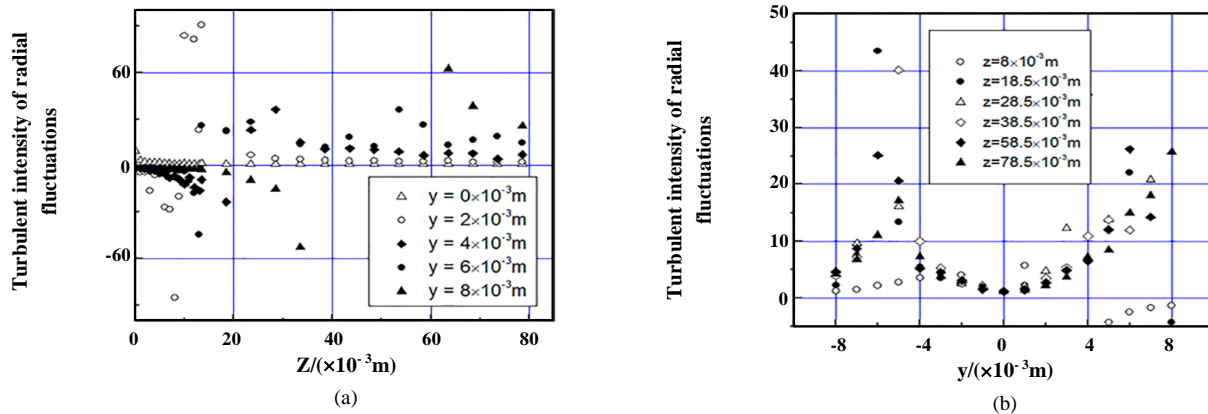 Turbulent intensity of radial
fluctuations
60
0
-60
0
20
40
60
80
Z/(×10⁻³m)
y = 0×10⁻³m
y = 2×10⁻³m
y = 4×10⁻³m
y = 6×10⁻³m
y = 8×10⁻³m
(a)
Turbulent intensity of radial
fluctuations
50
40
30
20
10
0
-8
-4
0
4
8
y/(×10⁻³m)
z=8×10⁻³m
z=18.5×10⁻³m
z=28.5×10⁻³m
z=38.5×10⁻³m
z=58.5×10⁻³m
z=78.5×10⁻³m
(b)